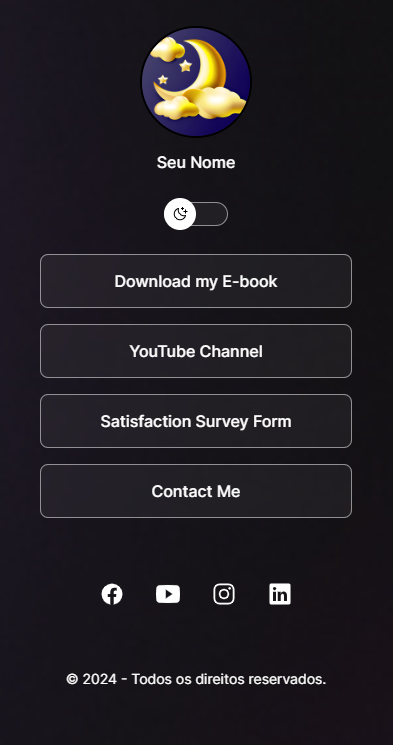 Seu Nome
Download my E-book
YouTube Channel
Satisfaction Survey Form
Contact Me
© 2024 - Todos os direitos reservados.